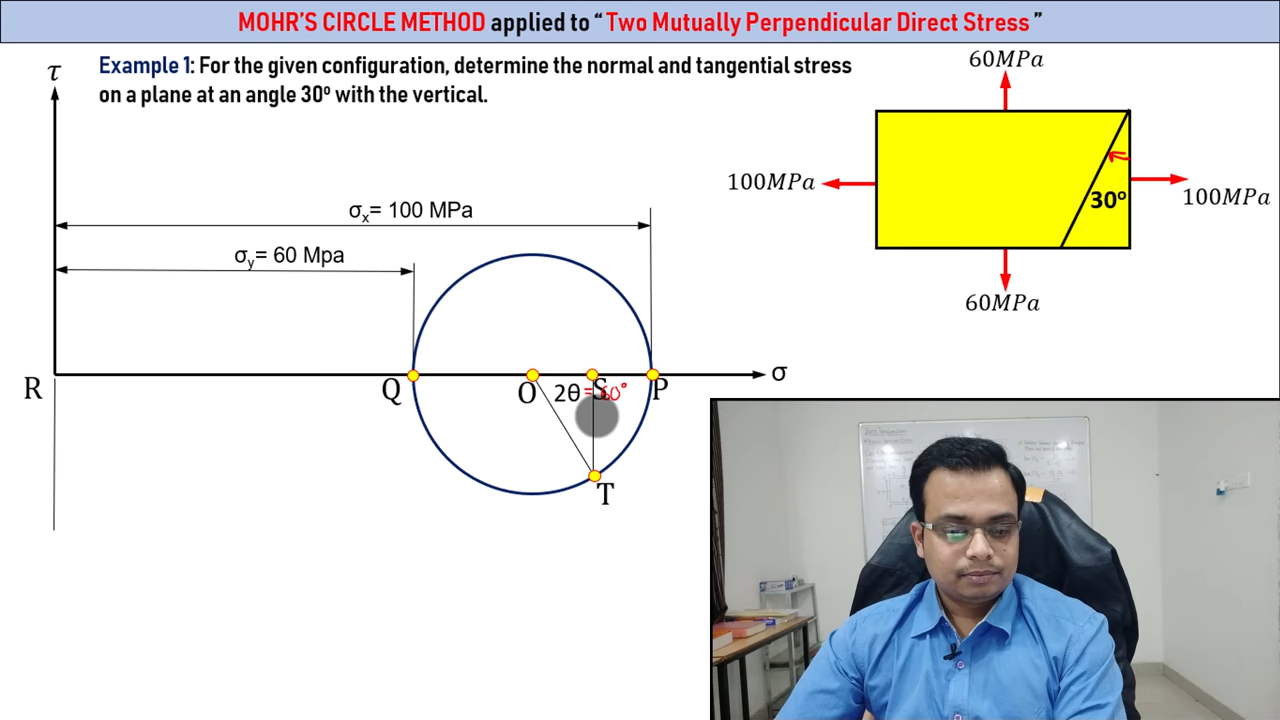 MOHR’S CIRCLE METHOD applied to “ Two Mutually Perpendicular Direct Stress ”
Example 1: For the given configuration, determine the normal and tangential stress
on a plane at an angle 30⁰ with the vertical.
τ
60MPa
100MPa
100MPa
30⁰
60MPa
σx= 100 MPa
σy= 60 Mpa
R
Q
O
2θ = 60°
S
P
σ
T